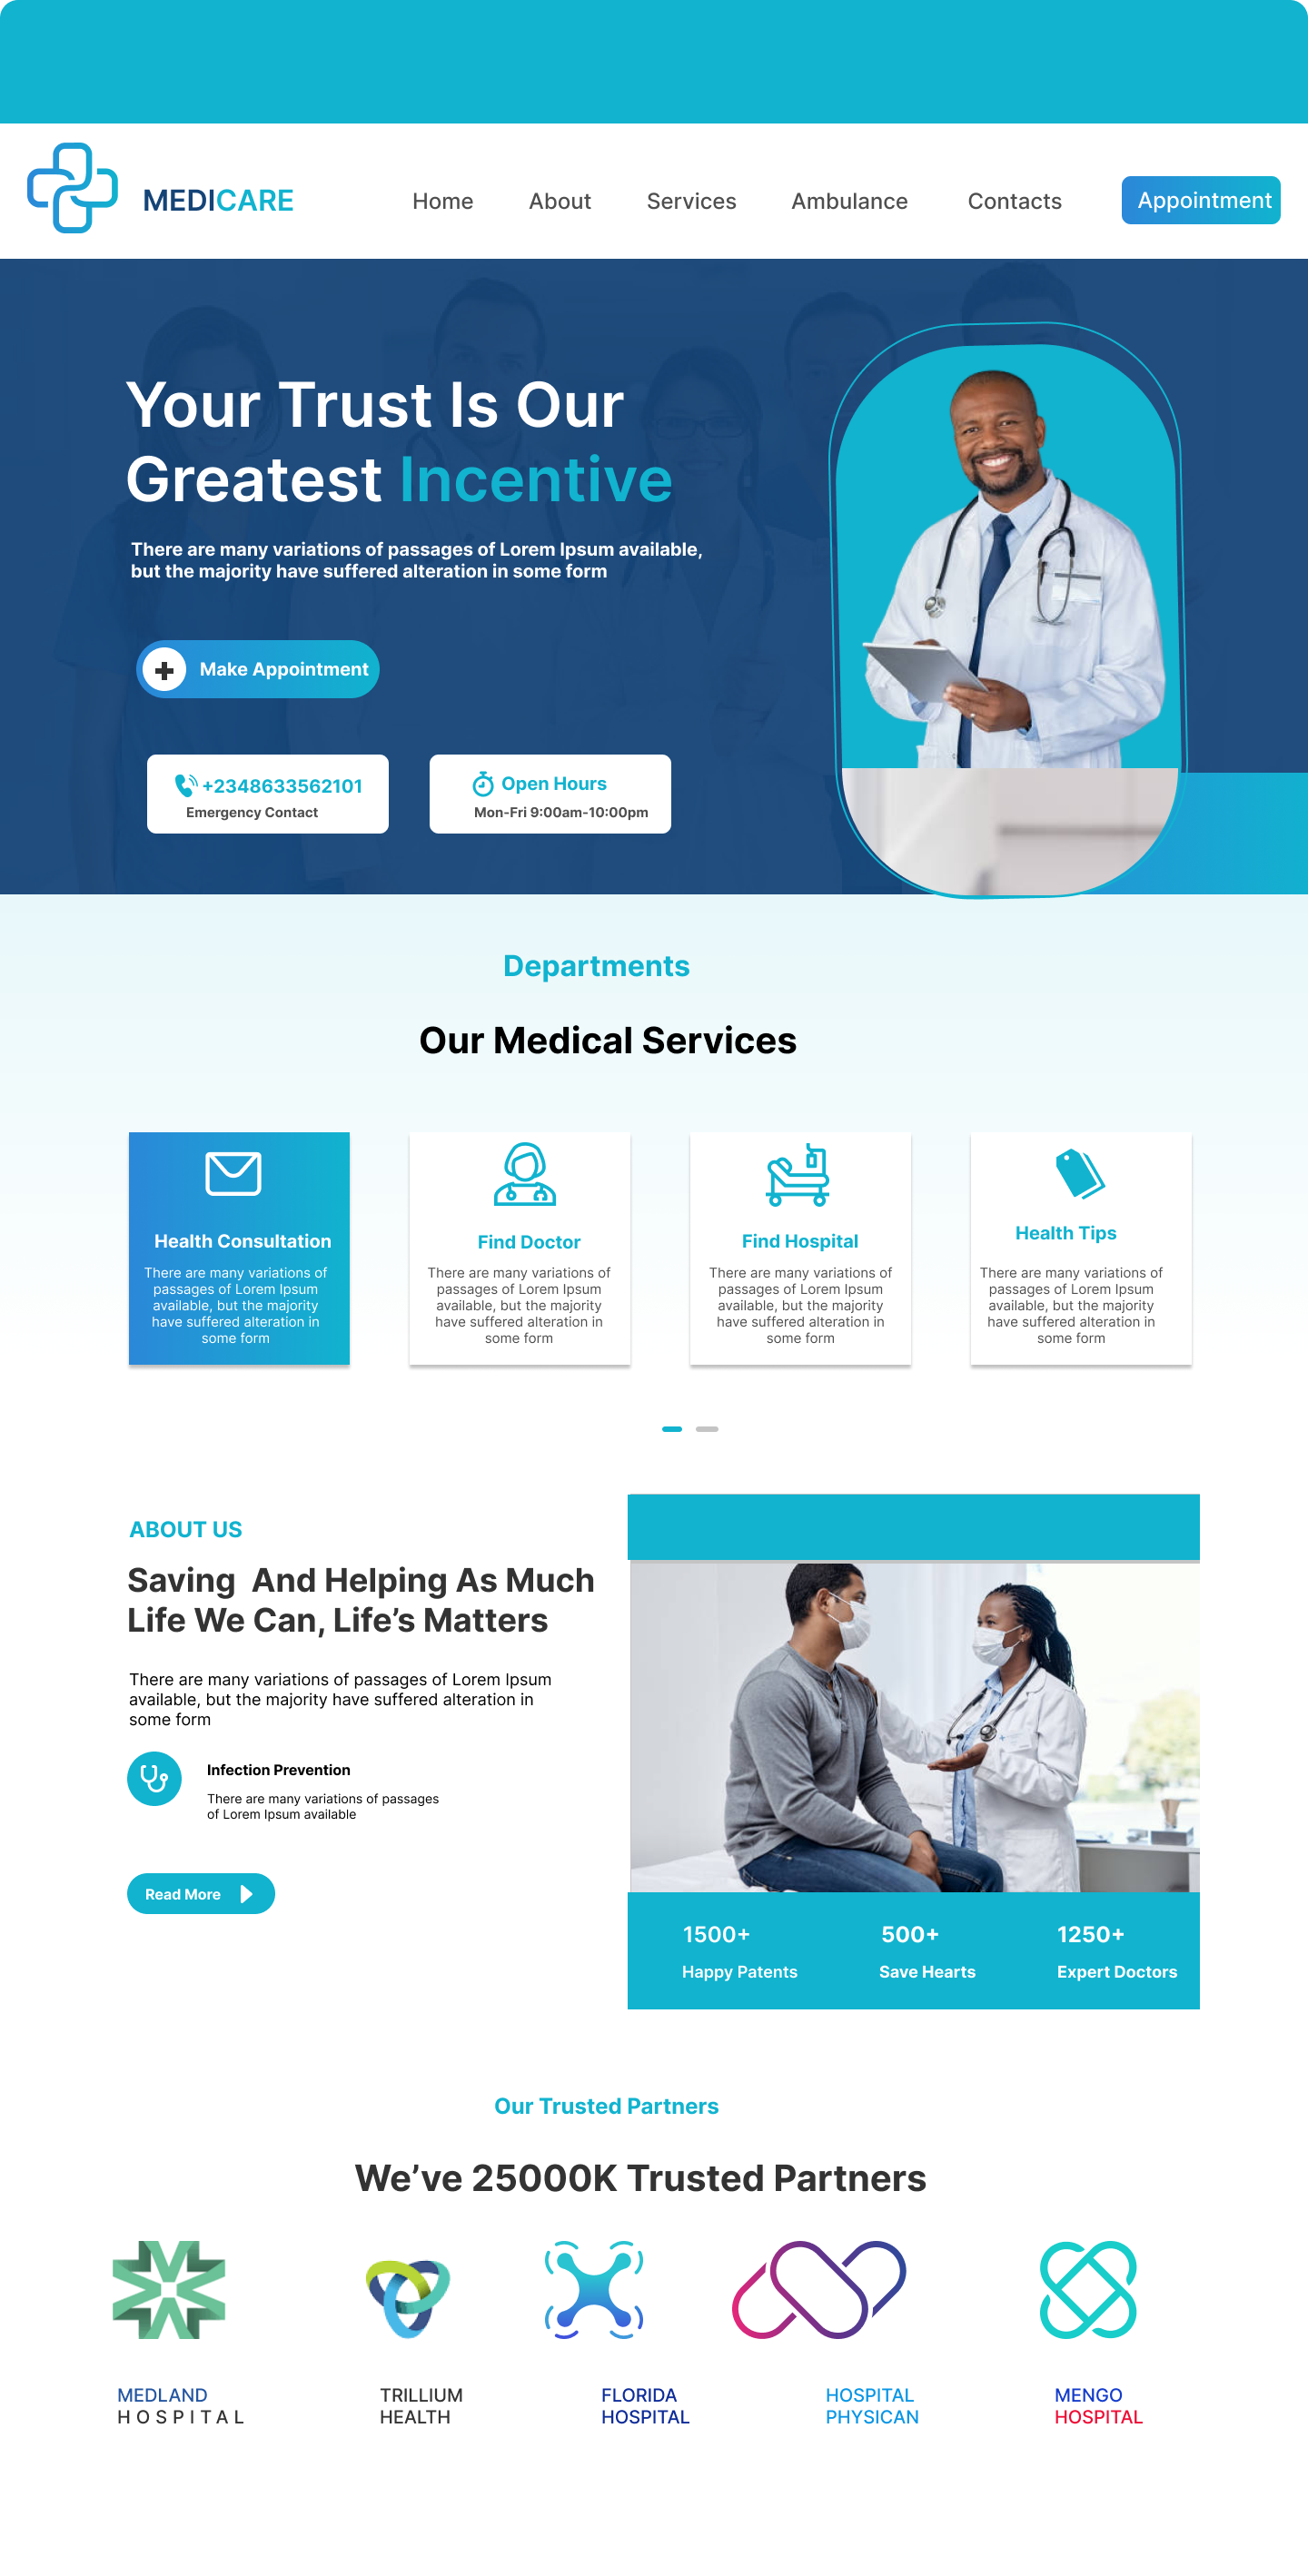 MEDICARE
Home
About
Services
Ambulance
Contacts
Appointment
Your Trust Is Our
Greatest Incentive
There are many variations of passages of Lorem Ipsum available,
but the majority have suffered alteration in some form
Make Appointment
+2348633562101
Emergency Contact
Open Hours
Mon-Fri 9:00am-10:00pm
Departments
Our Medical Services
Health Consultation
There are many variations of
passages of Lorem Ipsum
available, but the majority
have suffered alteration in
some form
Find Doctor
There are many variations of
passages of Lorem Ipsum
available, but the majority
have suffered alteration in
some form
Find Hospital
There are many variations of
passages of Lorem Ipsum
available, but the majority
have suffered alteration in
some form
Health Tips
There are many variations of
passages of Lorem Ipsum
available, but the majority
have suffered alteration in
some form
ABOUT US
Saving And Helping As Much
Life We Can, Life’s Matters
There are many variations of passages of Lorem Ipsum
available, but the majority have suffered alteration in
some form
Infection Prevention
There are many variations of passages
of Lorem Ipsum available
Read More
1500+
Happy Patents
500+
Save Hearts
1250+
Expert Doctors
Our Trusted Partners
We’ve 25000K Trusted Partners
MEDLAND
HOSPITAL
TRILLIUM
HEALTH
FLORIDA
HOSPITAL
HOSPITAL
PHYSICAN
MENGO
HOSPITAL